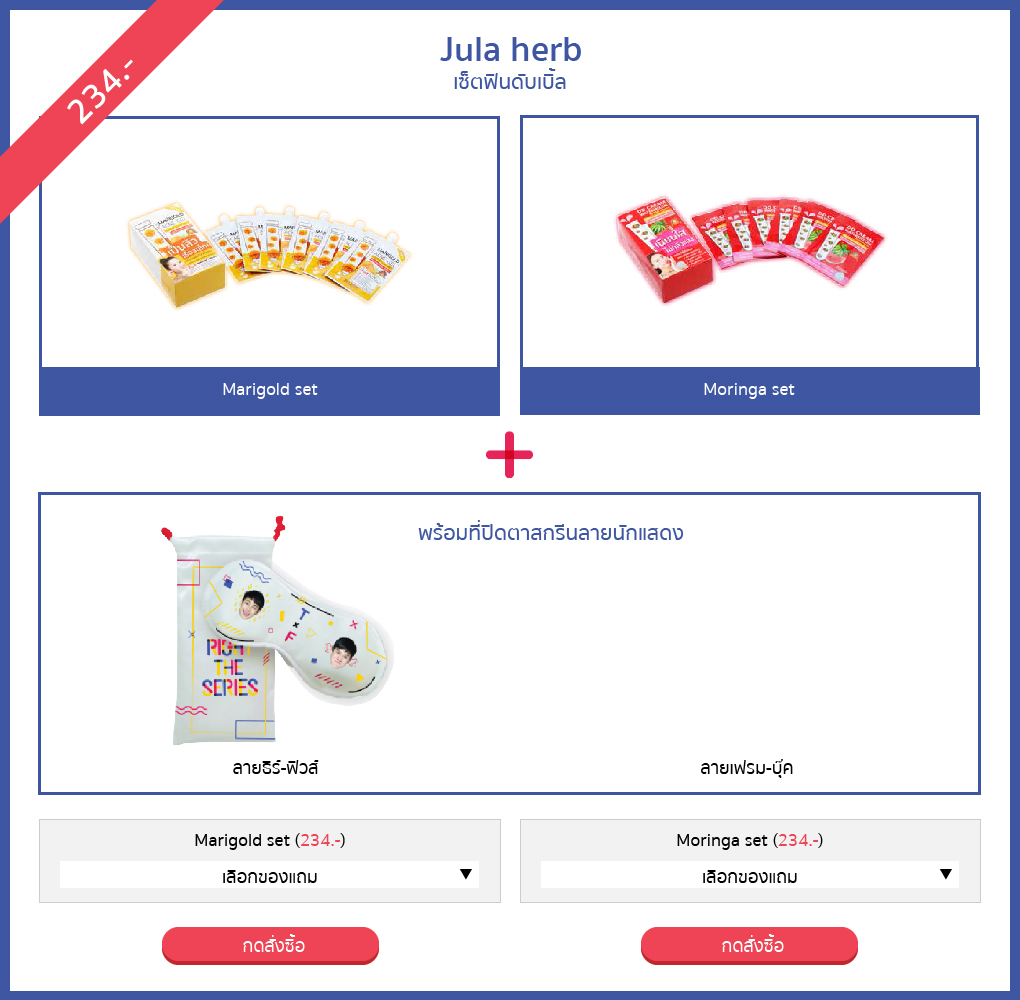 234.-
Jula herb
เซ็ตฟินดับเบิ้ล
Marigold set
Moringa set
พร้อมที่ปิดตาสกรีนลายนักแสดง
T
x
F
RIGHT
THE
SERIES
ลายธีร์-ฟิวส์
ลายเฟรม-บุ๊ค
Marigold set (234.-)
Moringa set (234.-)
เลือกของแถม
เลือกของแถม
กดสั่งซื้อ
กดสั่งซื้อ